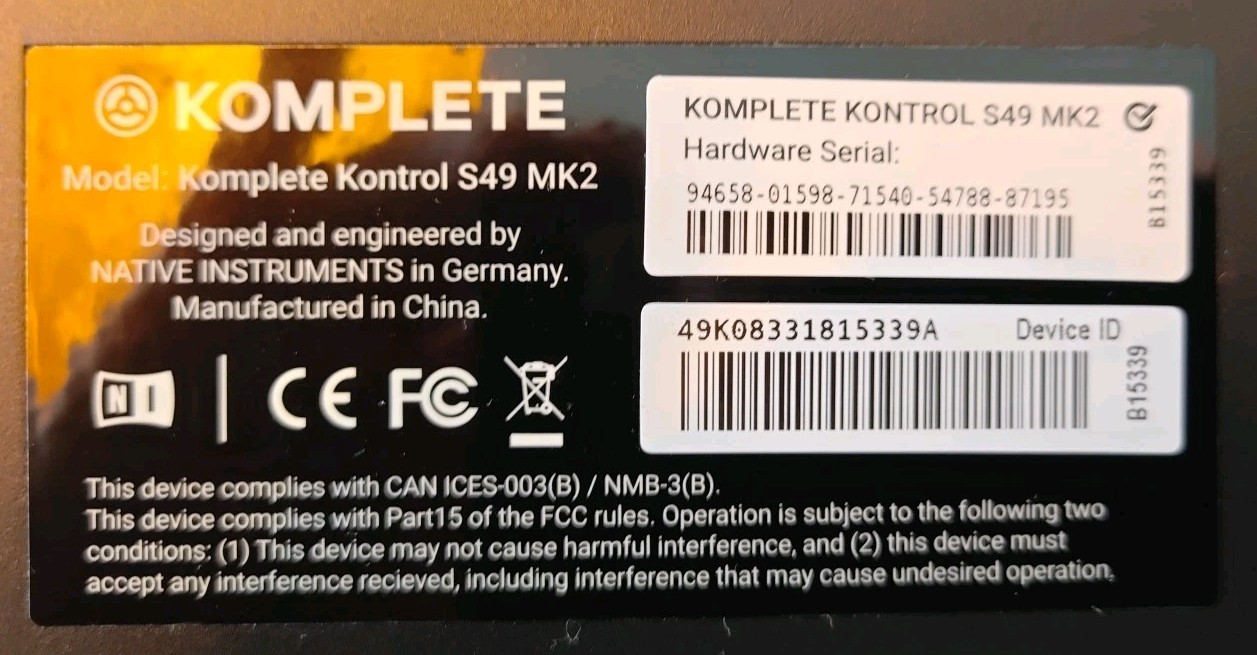 KOMPLETE
Model: Komplete Kontrol S49 MK2
Designed and engineered by
NATIVE INSTRUMENTS in Germany.
Manufactured in China.
NI
CE FC
This device complies with CAN ICES-003(B) / NMB-3(B).
This device complies with Part15 of the FCC rules. Operation is subject to the following two
conditions: (1) This device may not cause harmful interference, and (2) this device must
accept any interference recieved, including interference that may cause undesired operation.
KOMPLETE KONTROL S49 MK2
Hardware Serial:
94658-01598-71540-54788-87195
B15339
49K08331815339A Device ID
B15339